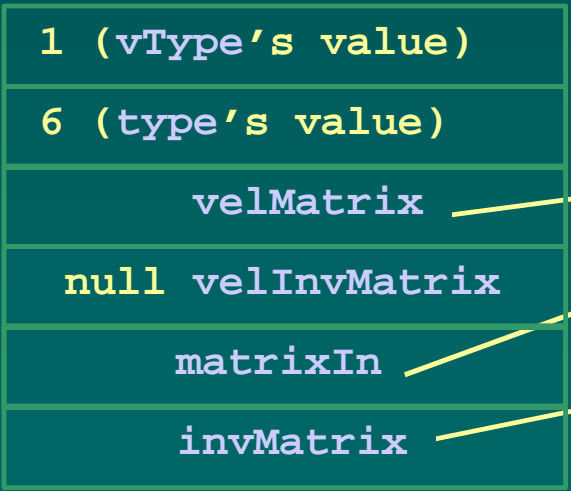 1 (vType’s value)
6 (type’s value)
velMatrix
null velInvMatrix
matrixIn
invMatrix